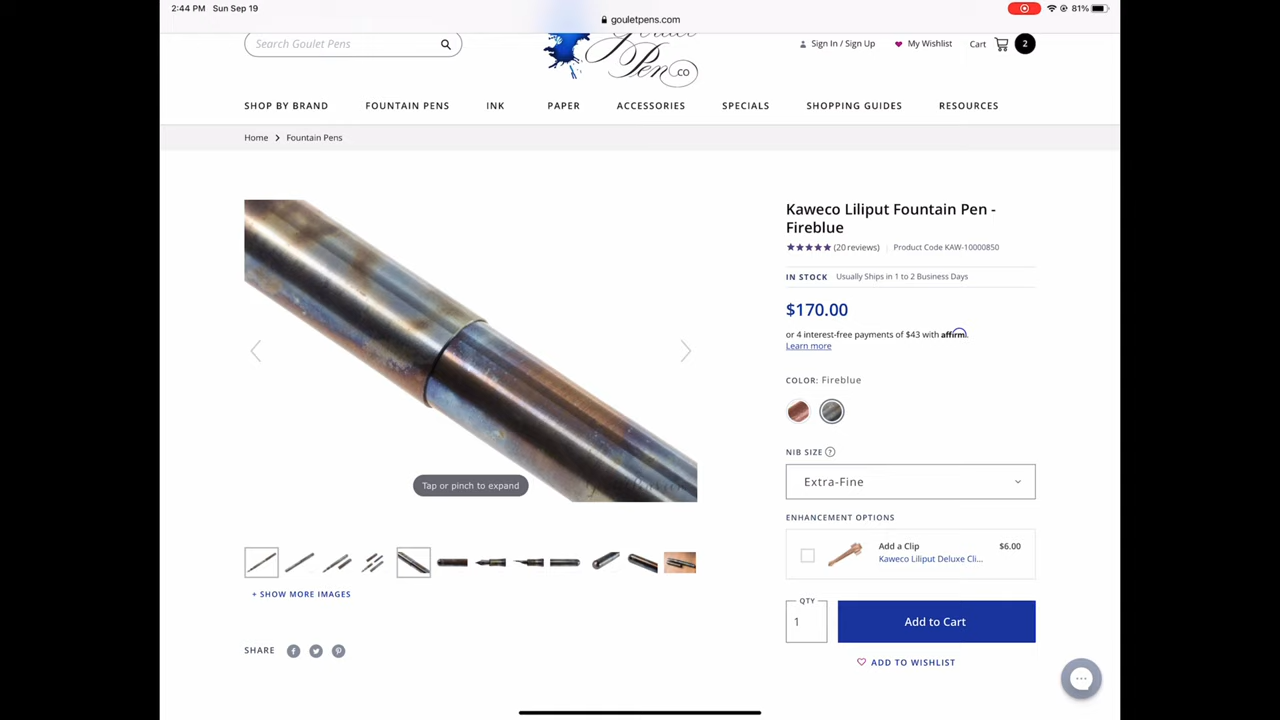 2:44 PM Sun Sep 19
81%
gouletpens.com
Search Goulet Pens
Goulet
Pen
CO
Sign In / Sign Up
My Wishlist
Cart
2
SHOP BY BRAND
FOUNTAIN PENS
INK
PAPER
ACCESSORIES
SPECIALS
SHOPPING GUIDES
RESOURCES
Home > Fountain Pens
Kaweco Liliput Fountain Pen -
Fireblue
(20 reviews)
Product Code KAW-10000850
IN STOCK Usually Ships in 1 to 2 Business Days
$170.00
or 4 interest-free payments of $43 with affirm.
Learn more
COLOR: Fireblue
NIB SIZE ?
Extra-Fine
ENHANCEMENT OPTIONS
Add a Clip
$6.00
Kaweco Liliput Deluxe Cli...
QTY
1
Add to Cart
ADD TO WISHLIST
Tap or pinch to expand
+ SHOW MORE IMAGES
SHARE